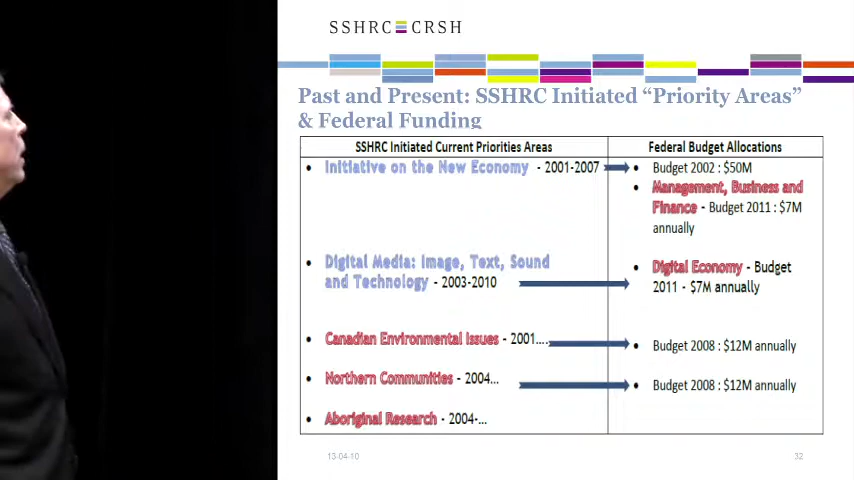 SSHRC CRSH
Past and Present: SSHRC Initiated “Priority Areas”
& Federal Funding
SSHRC Initiated Current Priorities Areas
Federal Budget Allocations
• Initiative on the New Economy - 2001-2007
• Budget 2002 : $50M
• Management, Business and
Finance - Budget 2011 : $7M
annually
• Digital Media: Image, Text, Sound
and Technology - 2003-2010
• Digital Economy - Budget
2011 - $7M annually
• Canadian Environmental Issues - 2001....
• Budget 2008 : $12M annually
• Northern Communities - 2004...
• Budget 2008 : $12M annually
• Aboriginal Research - 2004-...
13-04-10
32